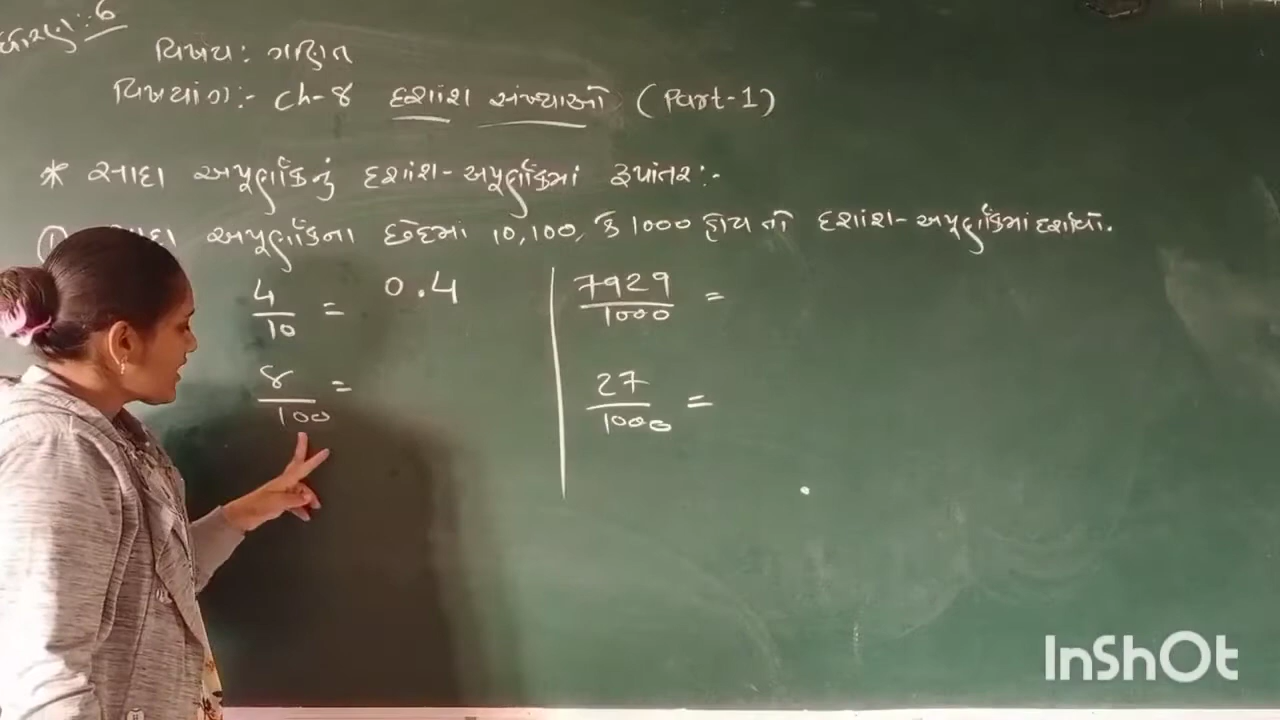 ધોરણ :- 6
વિષય : ગણિત
વિષયાંગ :- Ch-8 દશાંશ સંખ્યાઓ (Part-1)
* સાદા અપૂર્ણાંકનું દશાંશ-અપૂર્ણાંકમાં રૂપાંતર :-
① અપૂર્ણાંકના છેદમાં 10, 100, કે 1000 હોય તો દશાંશ-અપૂર્ણાંકમાં દર્શાવો.
4/10 = 0.4
8/100 =
7929/1000 =
27/1000 =
InShOt